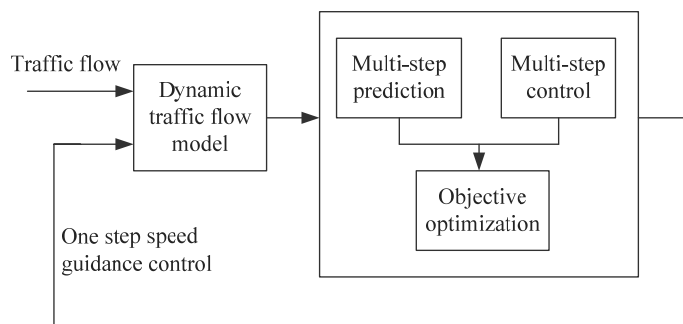 Traffic flow
Dynamic
traffic flow
model
Multi-step
prediction
Multi-step
control
Objective
optimization
One step speed
guidance control